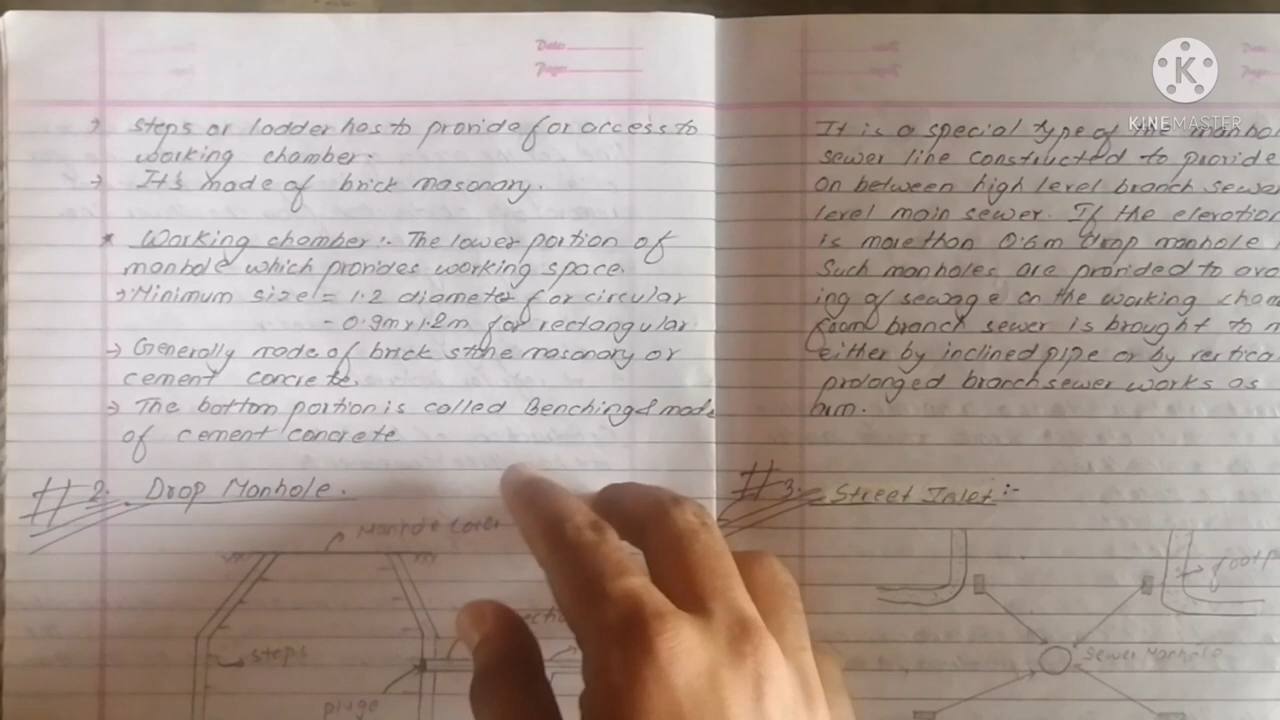 Date
Page
→ steps or ladder has to provide for access to
working chamber.
→ It's made of brick masonary.
* Working chamber :- The lower portion of
manhole which provides working space.
→ Minimum size = 1.2 diameter for circular
- 0.9m x 1.2m for rectangular
→ Generally made of brick stone masonary or
cement concrete.
→ The bottom portion is called Benching & made
of cement concrete
#2. Drop Manhole.
Manhole cover
steps
pluge
Date
Page
KINEMASTER
It is a special type of the manho
sewer line constructed to provide
on between high level branch sewe
level main sewer. If the elevation
is more than 0.6m drop manhole
Such manholes are provided to avo
ing of sewage on the working cham
from branch sewer is brought to m
either by inclined pipe or by vertica
prolonged branch sewer works as
arm.
#3. Street Inlet :-
footp
Sewer Manhole